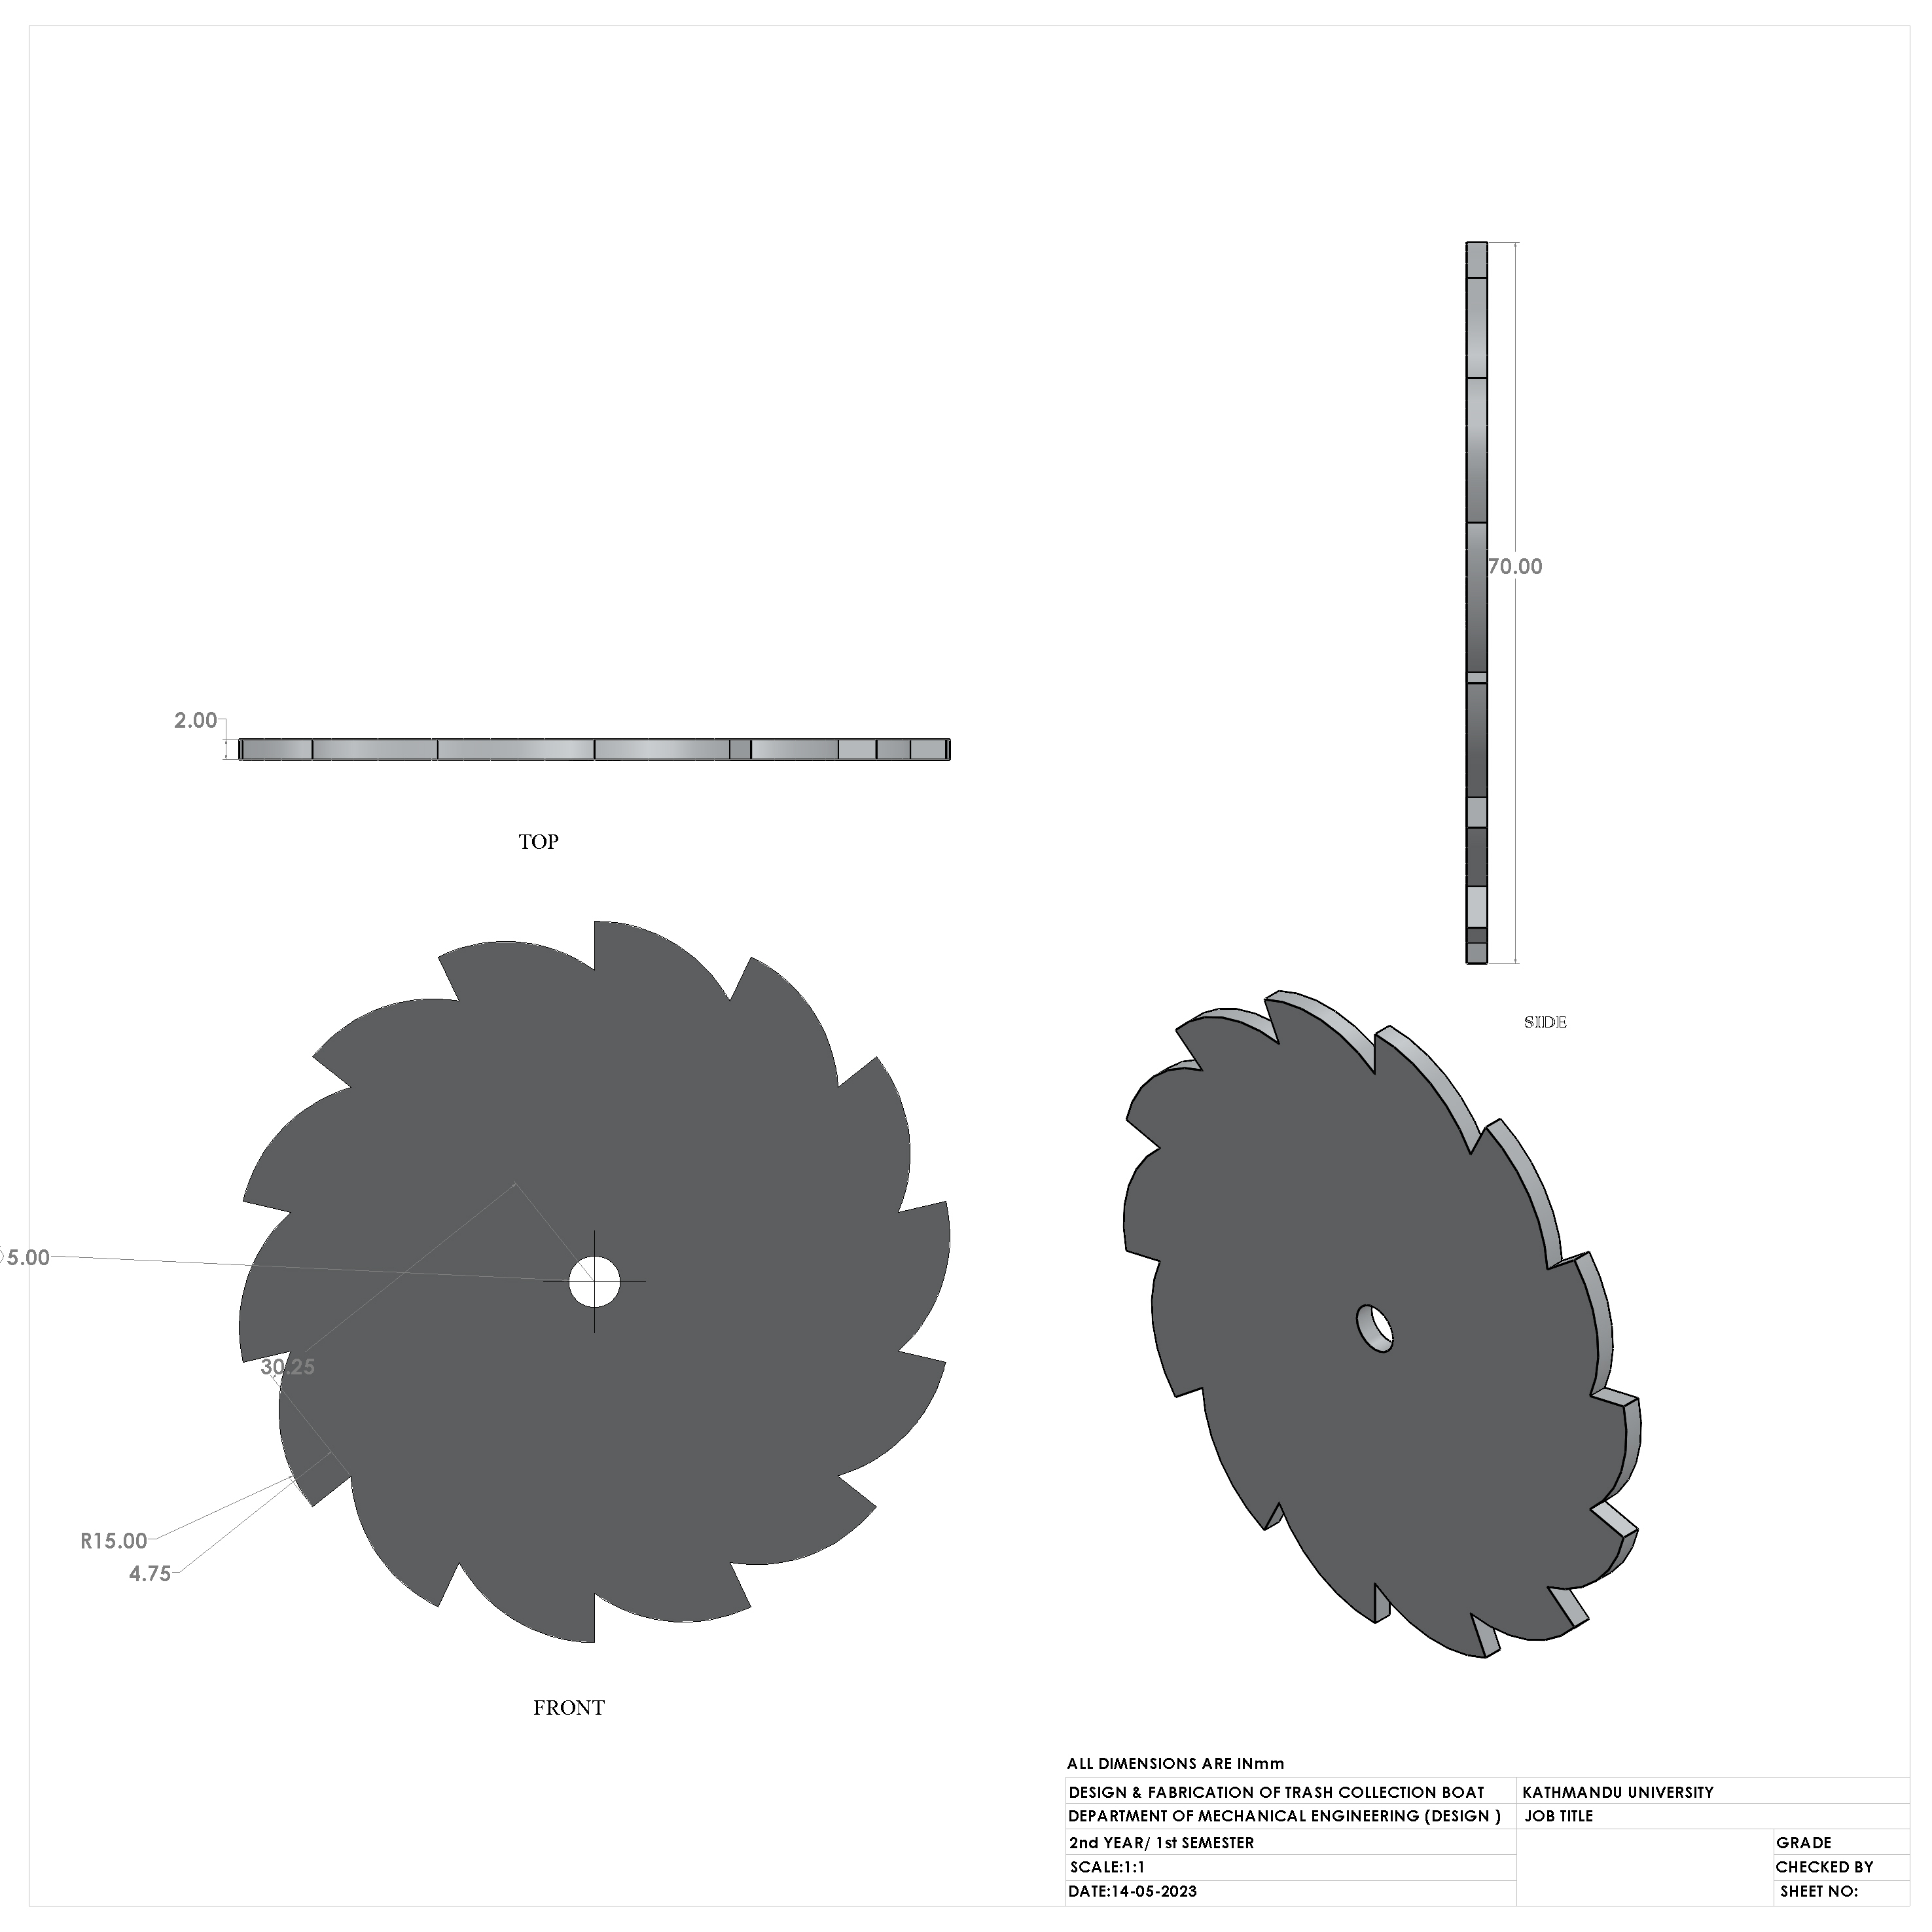 70.00
2.00
TOP
SIDE
5.00
30.25
R15.00
4.75
FRONT
ALL DIMENSIONS ARE INmm
DESIGN & FABRICATION OF TRASH COLLECTION BOAT KATHMANDU UNIVERSITY
DEPARTMENT OF MECHANICAL ENGINEERING (DESIGN ) JOB TITLE
2nd YEAR/ 1st SEMESTER GRADE
SCALE:1:1 CHECKED BY
DATE:14-05-2023 SHEET NO: